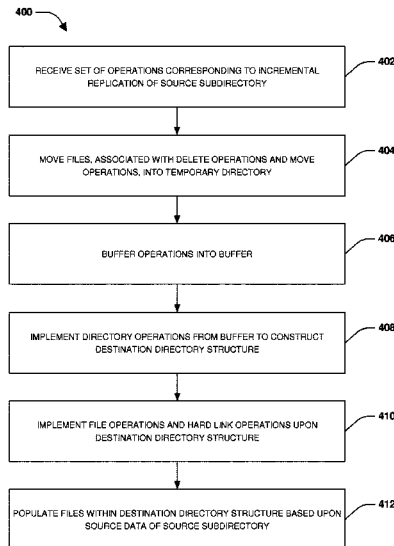 400
RECEIVE SET OF OPERATIONS CORRESPONDING TO INCREMENTAL
REPLICATION OF SOURCE SUBDIRECTORY
402
MOVE FILES, ASSOCIATED WITH DELETE OPERATIONS AND MOVE
OPERATIONS, INTO TEMPORARY DIRECTORY
404
BUFFER OPERATIONS INTO BUFFER
406
IMPLEMENT DIRECTORY OPERATIONS FROM BUFFER TO CONSTRUCT
DESTINATION DIRECTORY STRUCTURE
408
IMPLEMENT FILE OPERATIONS AND HARD LINK OPERATIONS UPON
DESTINATION DIRECTORY STRUCTURE
410
POPULATE FILES WITHIN DESTINATION DIRECTORY STRUCTURE BASED UPON
SOURCE DATA OF SOURCE SUBDIRECTORY
412